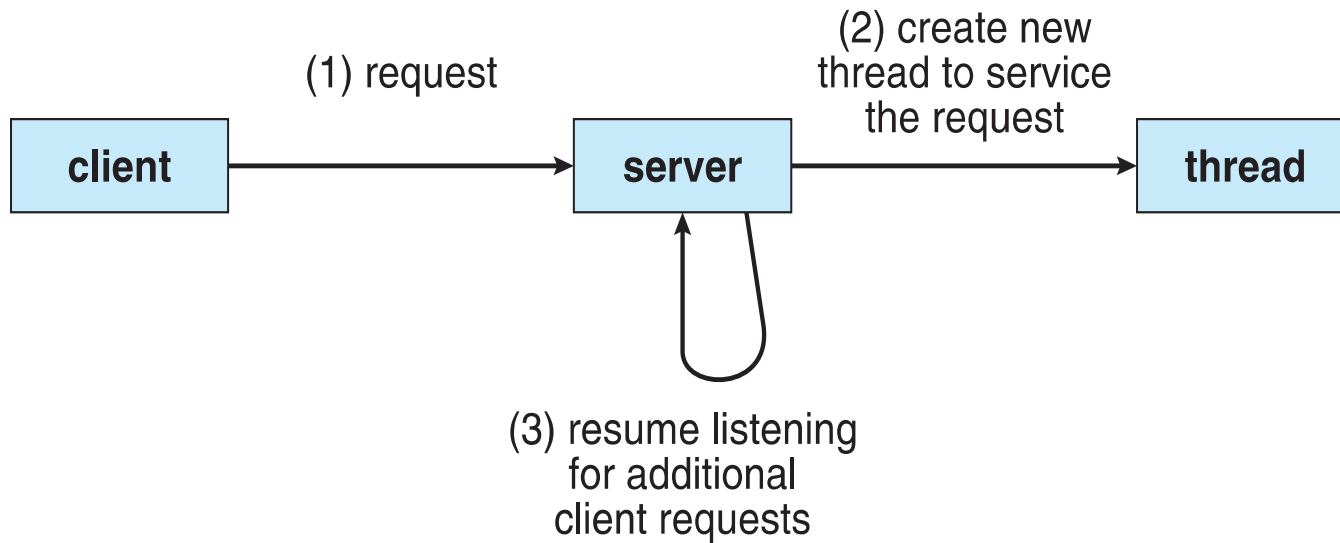 (1) request
(2) create new
thread to service
the request
client
server
thread
(3) resume listening
for additional
client requests